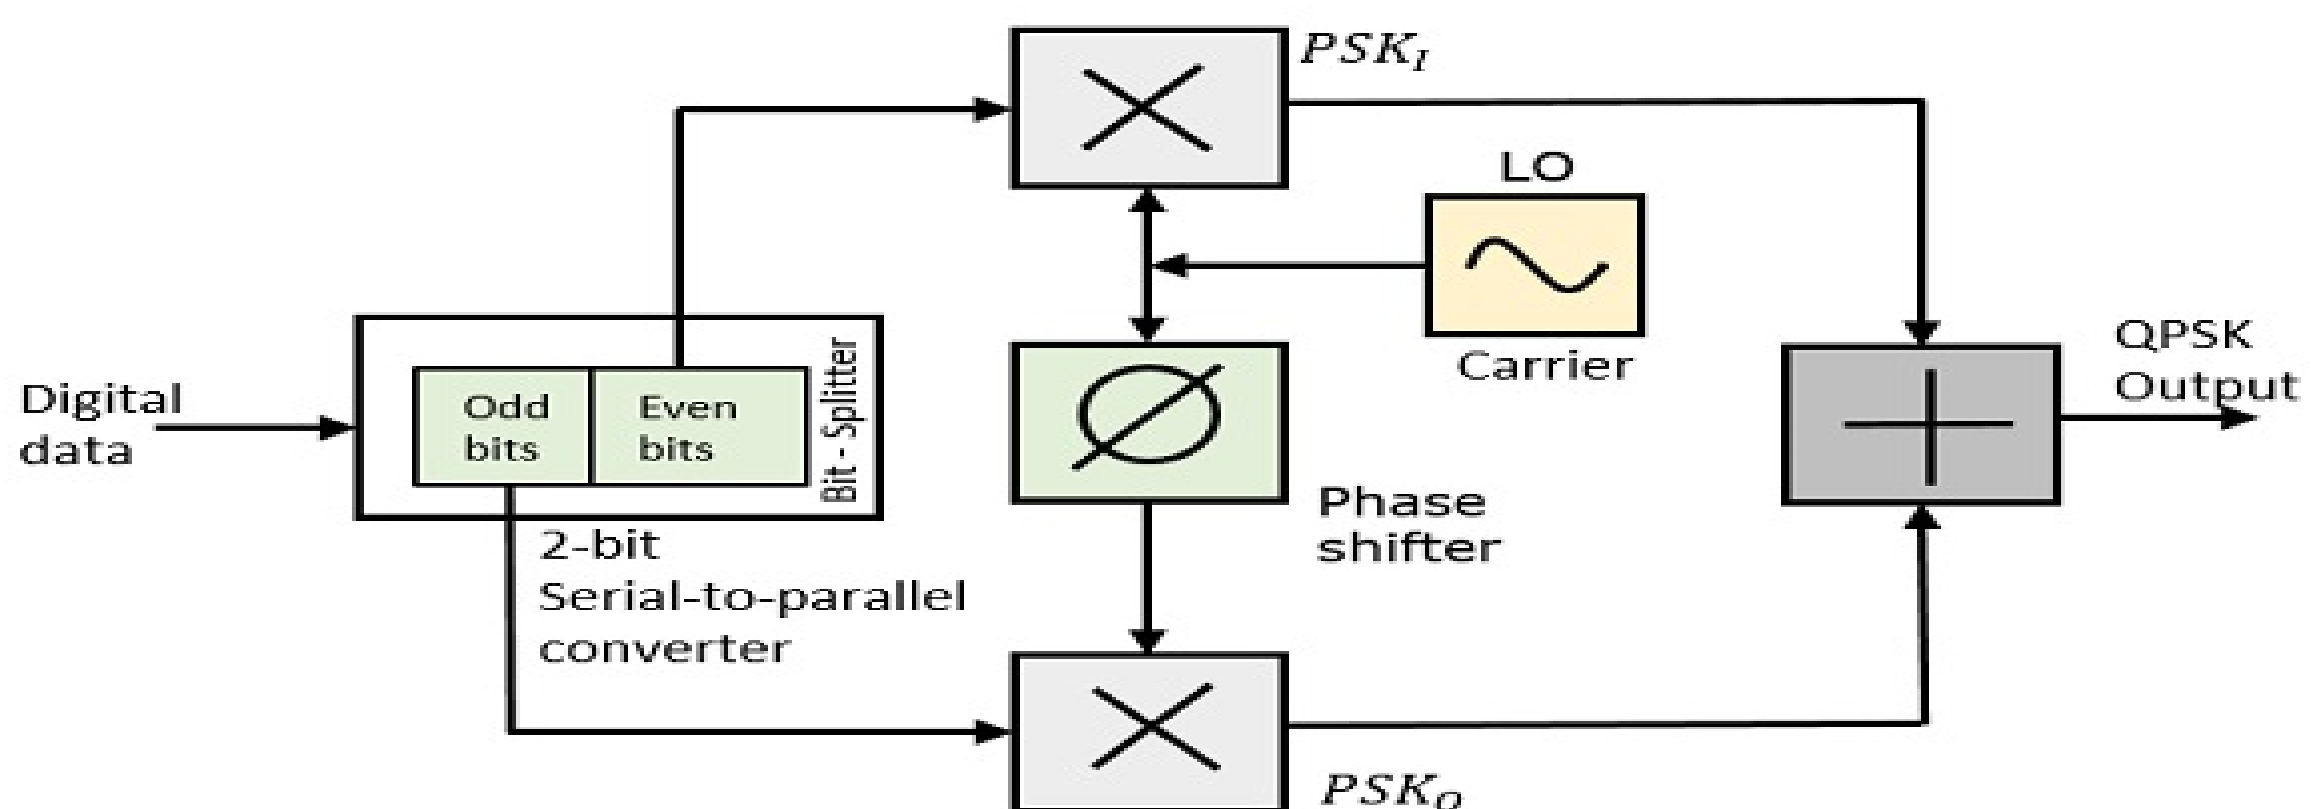 PSK_I
LO
Carrier
Digital
data
Odd
bits
Even
bits
Bit - Splitter
QPSK
Output
Phase
shifter
2-bit
Serial-to-parallel
converter
PSK_Q